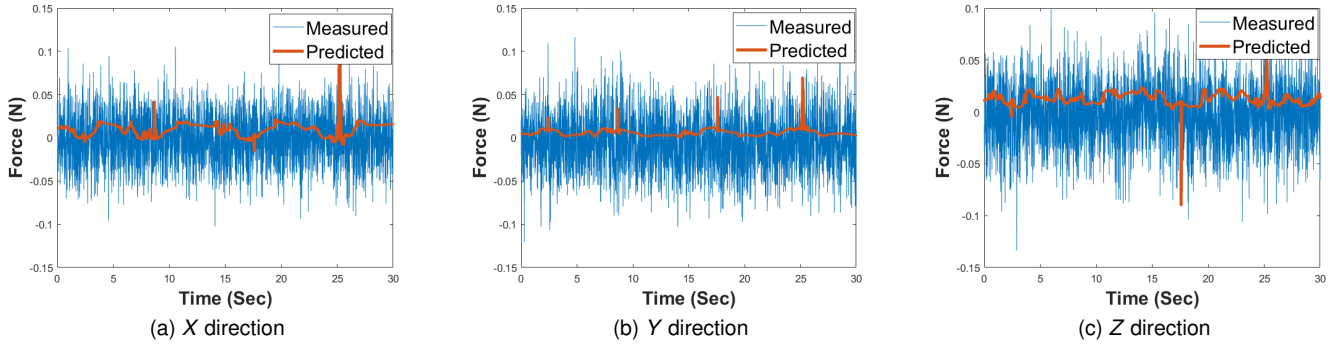 0.15
0.1
0.05
0
-0.05
-0.1
-0.15
Force (N)
0 5 10 15 20 25 30
Time (Sec)
Measured
Predicted
(a) X direction
0.15
0.1
0.05
0
-0.05
-0.1
-0.15
Force (N)
0 5 10 15 20 25 30
Time (Sec)
Measured
Predicted
(b) Y direction
0.1
0.05
0
-0.05
-0.1
-0.15
Force (N)
0 5 10 15 20 25 30
Time (Sec)
Measured
Predicted
(c) Z direction